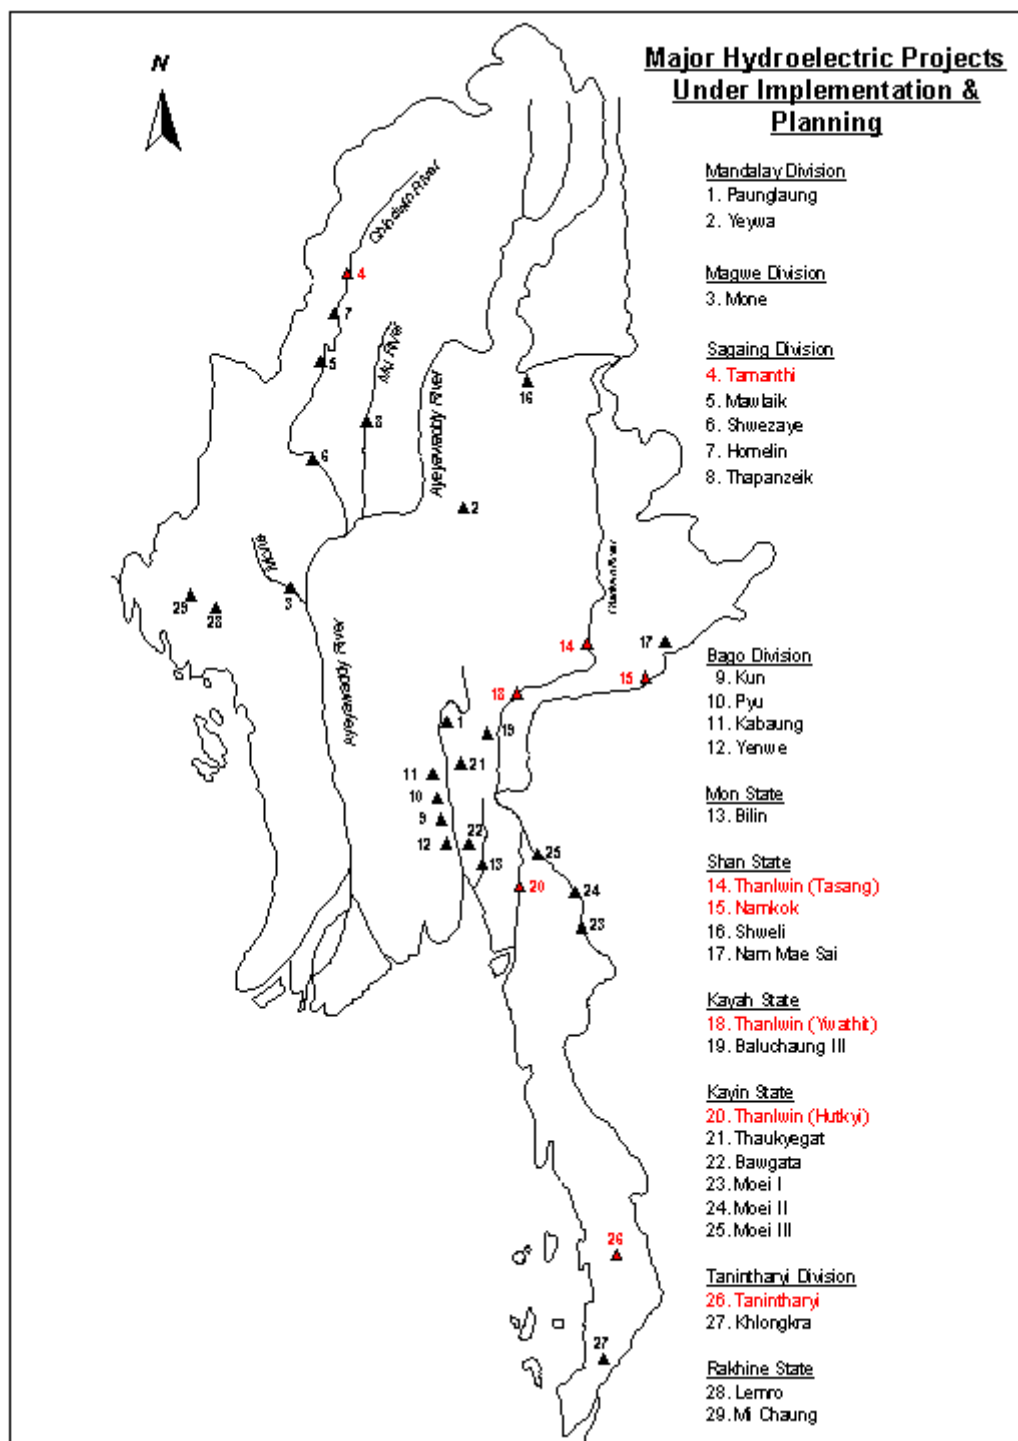 N
Major Hydroelectric Projects
Under Implementation &
Planning
Mandalay Division
1. Paunglaung
2. Yeywa
Magwe Division
3. Mone
Sagaing Division
4. Tamanthi
5. Mawlaik
6. Shwezaye
7. Homelin
8. Thapanzeik
Bago Division
9. Kun
10. Pyu
11. Kabaung
12. Yenwe
Mon State
13. Bilin
Shan State
14. Thanlwin (Tasang)
15. Namkok
16. Shweli
17. Nam Mae Sai
Kayah State
18. Thanlwin (Ywathit)
19. Baluchaung III
Kayin State
20. Thanlwin (Hutkyi)
21. Thaukyegat
22. Bawgata
23. Moei I
24. Moei II
25. Moei III
Tanintharyi Division
26. Tanintharyi
27. Khlongkra
Rakhine State
28. Lemro
29. Mi Chaung
Chindwin River
4
7
5
Mu River
8
6
Ayeyawaddy River
16
2
Mone
3
29
28
Ayeyawaddy River
Thanlwin River
14
17
15
18
1
19
21
11
10
9
12
22
13
25
20
24
23
26
27